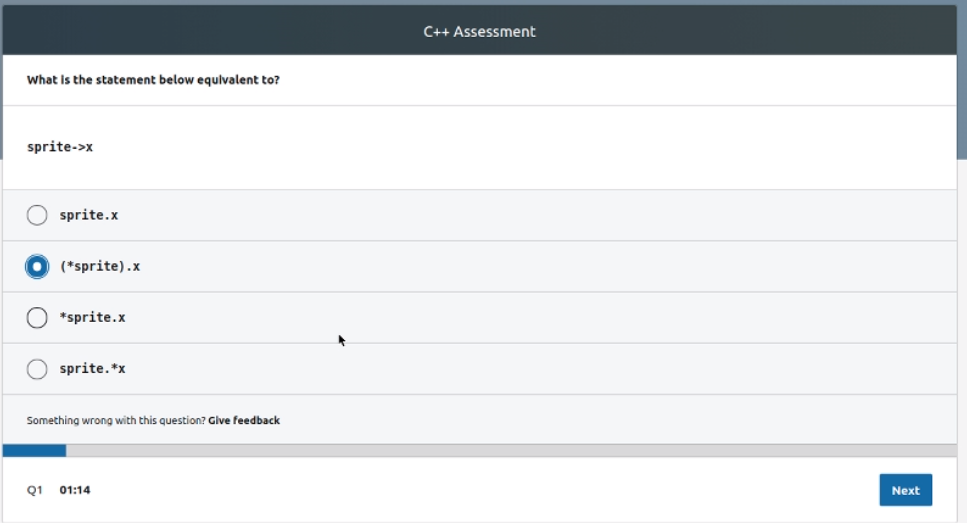 C++ Assessment
What is the statement below equivalent to?
sprite->x
sprite.x
(*sprite).x
*sprite.x
sprite.*x
Something wrong with this question? Give feedback
Q1 01:14
Next